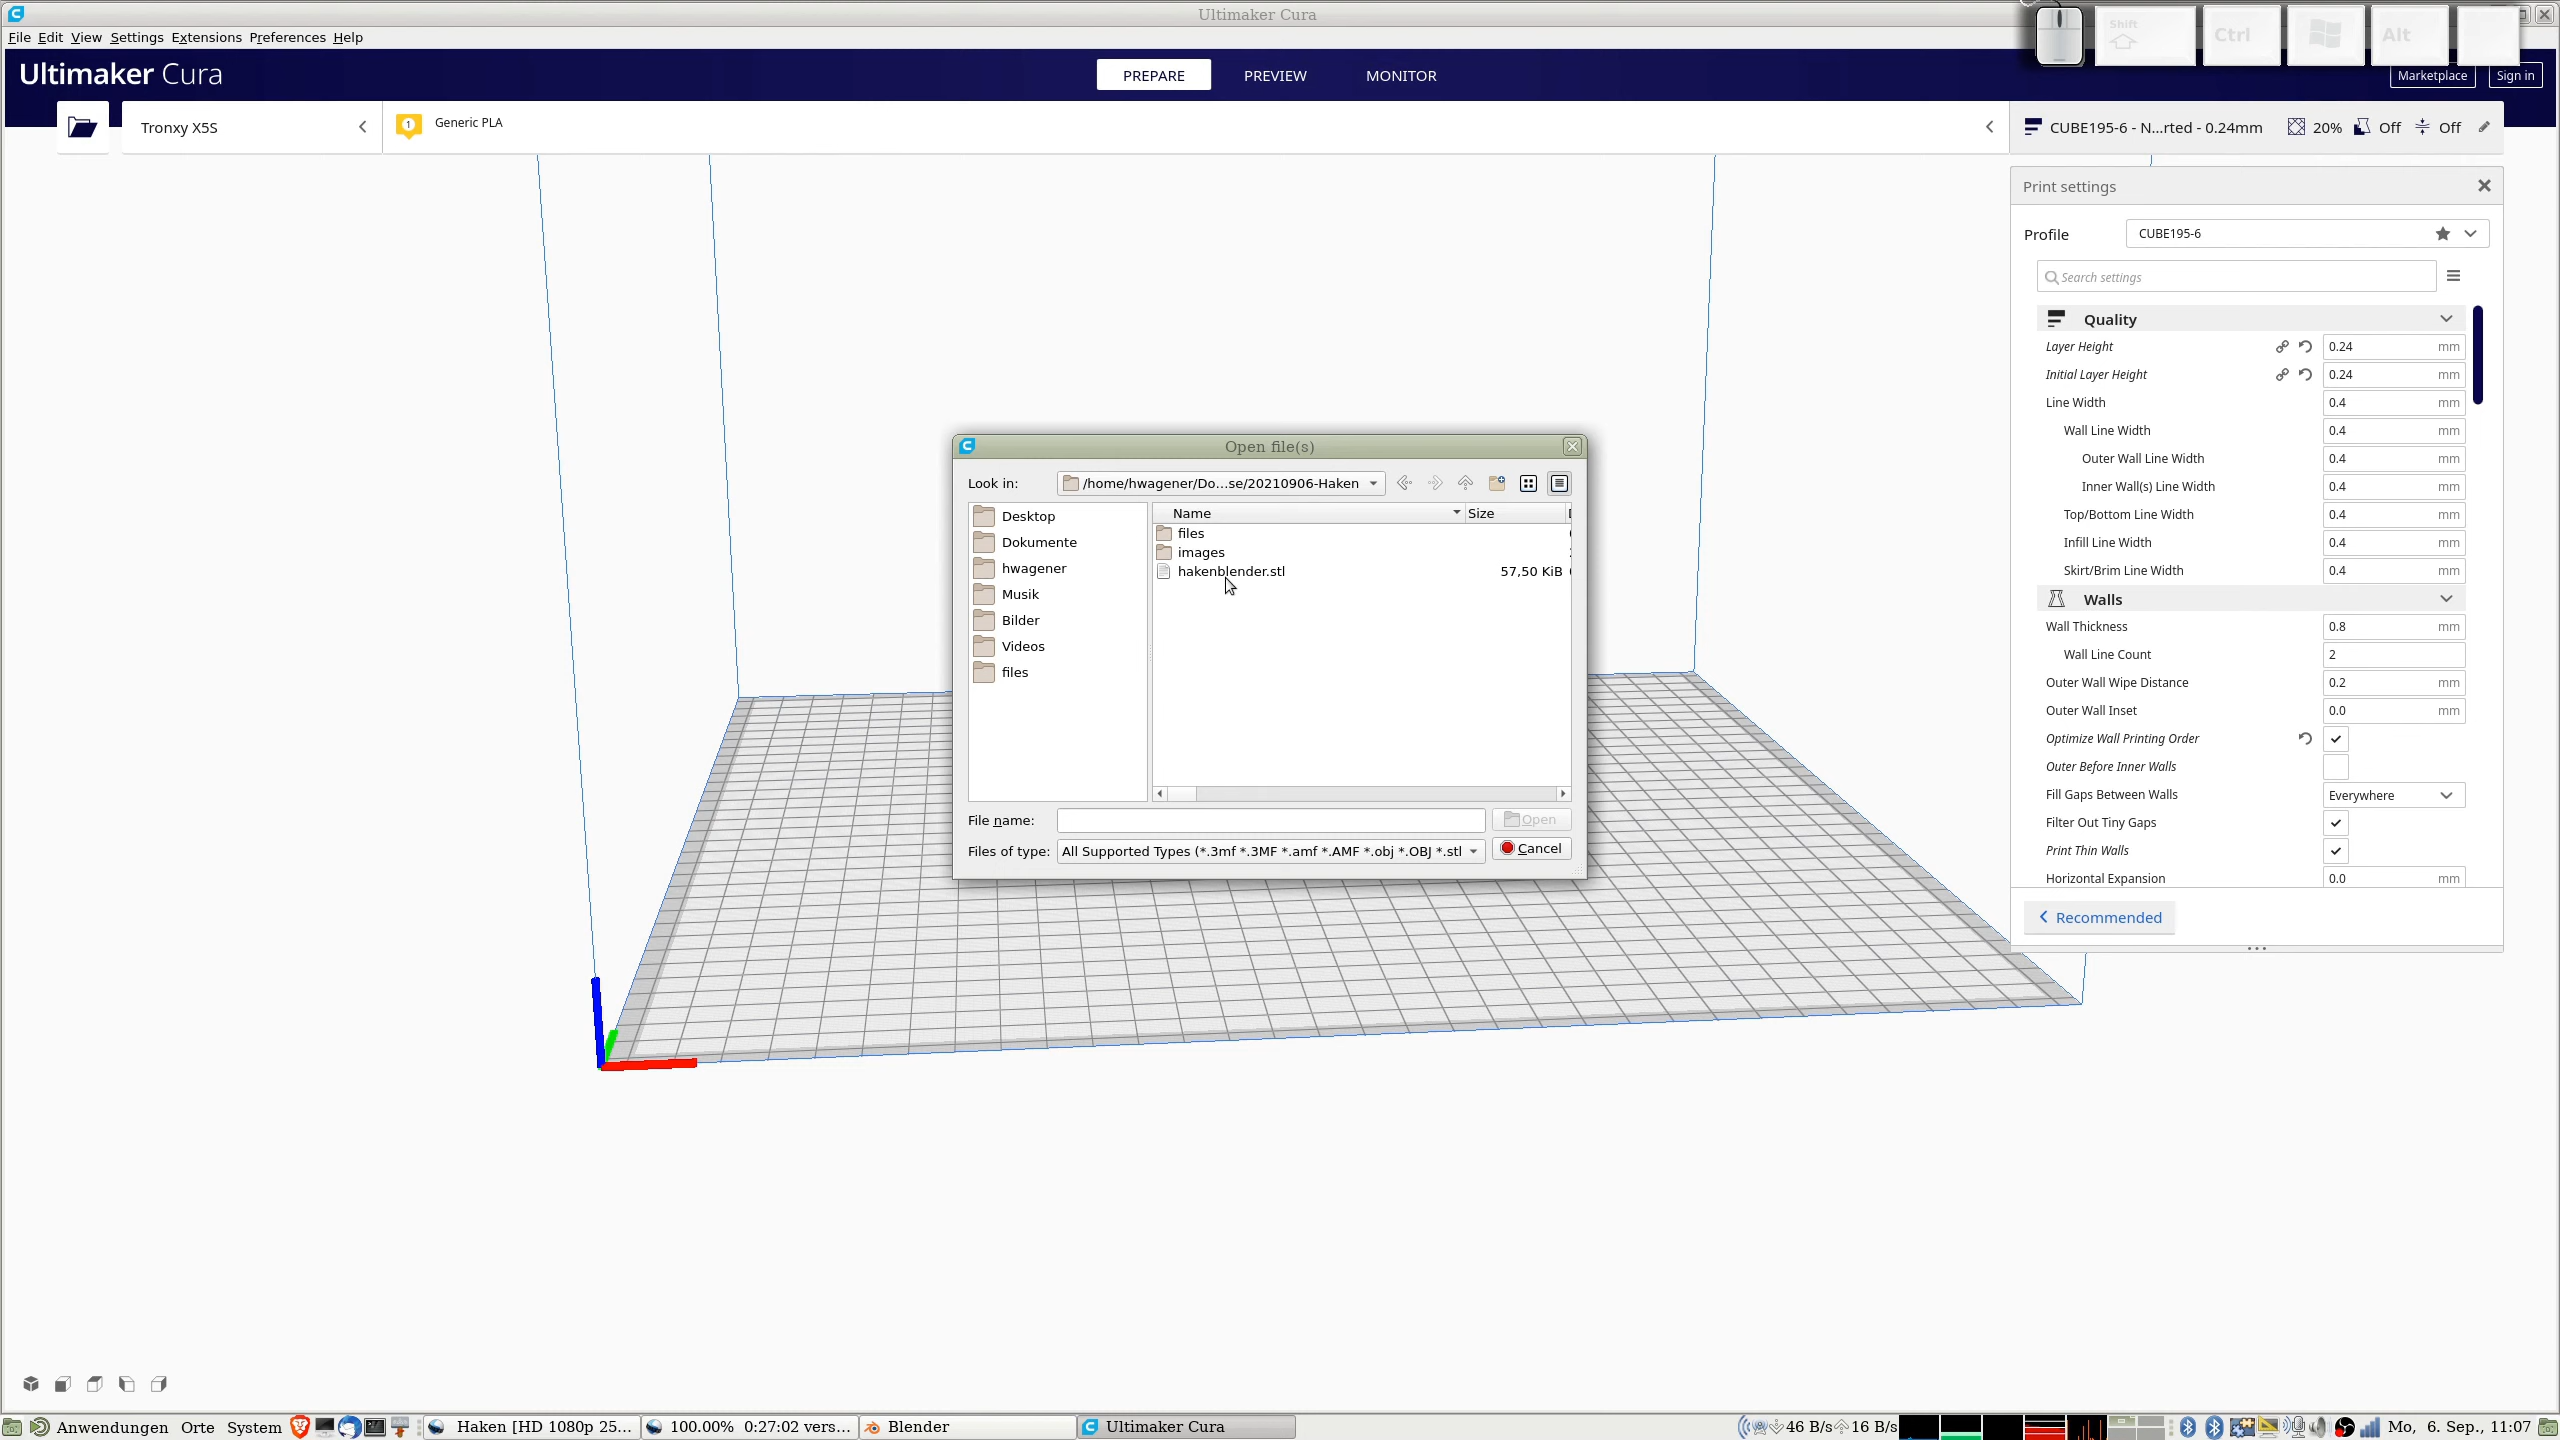 Ultimaker Cura
File Edit View Settings Extensions Preferences Help
Shift
Ctrl
Alt
Ultimaker Cura
PREPARE
PREVIEW
MONITOR
Marketplace
Sign in
Tronxy X5S
1
Generic PLA
CUBE195-6 - N...rted - 0.24mm
20%
Off
Off
Print settings
Profile
CUBE195-6
Search settings
Quality
Layer Height 0.24 mm
Initial Layer Height 0.24 mm
Line Width 0.4 mm
Wall Line Width 0.4 mm
Outer Wall Line Width 0.4 mm
Inner Wall(s) Line Width 0.4 mm
Top/Bottom Line Width 0.4 mm
Infill Line Width 0.4 mm
Skirt/Brim Line Width 0.4 mm
Walls
Wall Thickness 0.8 mm
Wall Line Count 2
Outer Wall Wipe Distance 0.2 mm
Outer Wall Inset 0.0 mm
Optimize Wall Printing Order
Outer Before Inner Walls
Fill Gaps Between Walls Everywhere
Filter Out Tiny Gaps
Print Thin Walls
Horizontal Expansion 0.0 mm
Recommended
Open file(s)
Look in: /home/hwagener/Do...se/20210906-Haken
Desktop
Dokumente
hwagener
Musik
Bilder
Videos
files
Name Size
files
images
hakenblender.stl 57,50 KiB
File name:
Open
Files of type: All Supported Types (*.3mf *.3MF *.amf *.AMF *.obj *.OBJ *.stl
Cancel
Anwendungen Orte System
Haken [HD 1080p 25...
100.00% 0:27:02 vers...
Blender
Ultimaker Cura
46 B/s 16 B/s
Mo, 6. Sep., 11:07